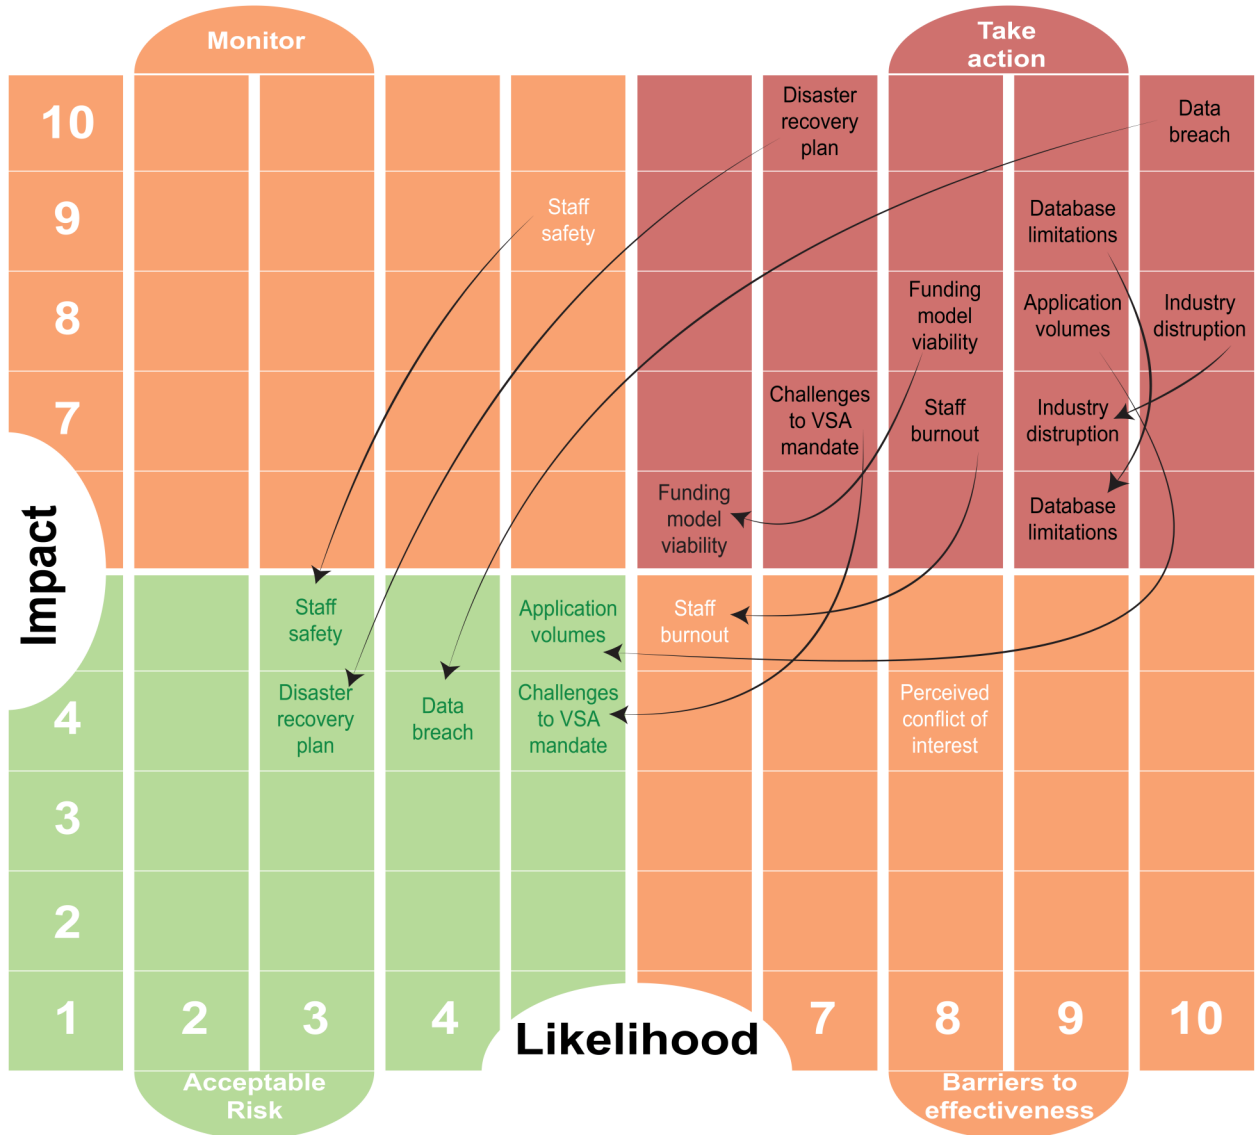 Monitor
Take
action
10
Disaster
recovery
plan
Data
breach
9
Staff
safety
Database
limitations
8
Funding
model
viability
Application
volumes
Industry
distruption
7
Challenges
to VSA
mandate
Staff
burnout
Industry
distruption
Funding
model
viability
Database
limitations
Impact
Staff
safety
Application
volumes
Staff
burnout
4
Disaster
recovery
plan
Data
breach
Challenges
to VSA
mandate
Perceived
conflict of
interest
3
2
1 2 3 4 7 8 9 10
Likelihood
Acceptable
Risk
Barriers to
effectiveness